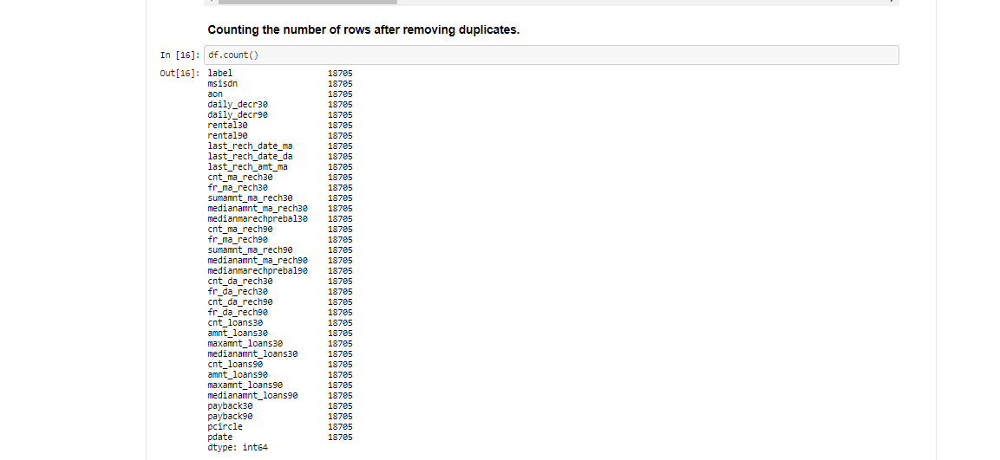 Counting the number of rows after removing duplicates.
In [16]: df.count()
Out[16]: label 18705
msisdn 18705
aon 18705
daily_decr30 18705
daily_decr90 18705
rental30 18705
rental90 18705
last_rech_date_ma 18705
last_rech_date_da 18705
last_rech_amt_ma 18705
cnt_ma_rech30 18705
fr_ma_rech30 18705
sumamnt_ma_rech30 18705
medianamnt_ma_rech30 18705
medianmarechprebal30 18705
cnt_ma_rech90 18705
fr_ma_rech90 18705
sumamnt_ma_rech90 18705
medianamnt_ma_rech90 18705
medianmarechprebal90 18705
cnt_da_rech30 18705
fr_da_rech30 18705
cnt_da_rech90 18705
fr_da_rech90 18705
cnt_loans30 18705
amnt_loans30 18705
maxamnt_loans30 18705
medianamnt_loans30 18705
cnt_loans90 18705
amnt_loans90 18705
maxamnt_loans90 18705
medianamnt_loans90 18705
payback30 18705
payback90 18705
pcircle 18705
pdate 18705
dtype: int64